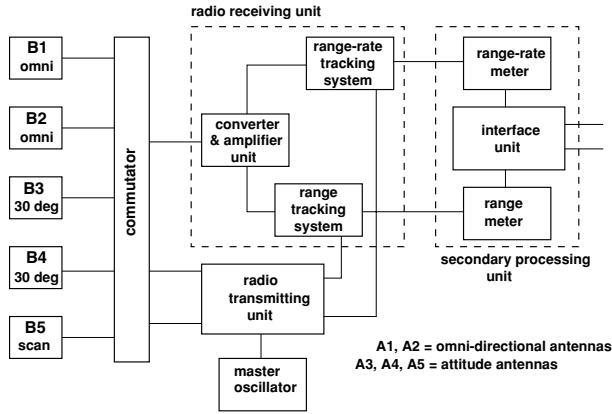 radio receiving unit
B1
omni
B2
omni
B3
30 deg
B4
30 deg
B5
scan
commutator
converter
& amplifier
unit
range-rate
tracking
system
range
tracking
system
radio
transmitting
unit
master
oscillator
range-rate
meter
interface
unit
range
meter
secondary processing
unit
A1, A2 = omni-directional antennas
A3, A4, A5 = attitude antennas